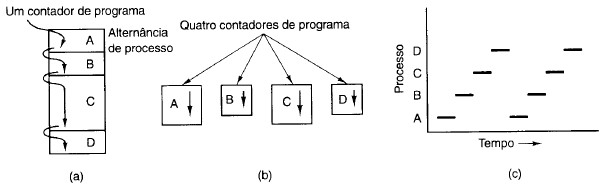 Um contador de programa
Alternância
de processo
A
B
C
D
(a)
Quatro contadores de programa
A
B
C
D
(b)
Processo
D
C
B
A
Tempo
(c)